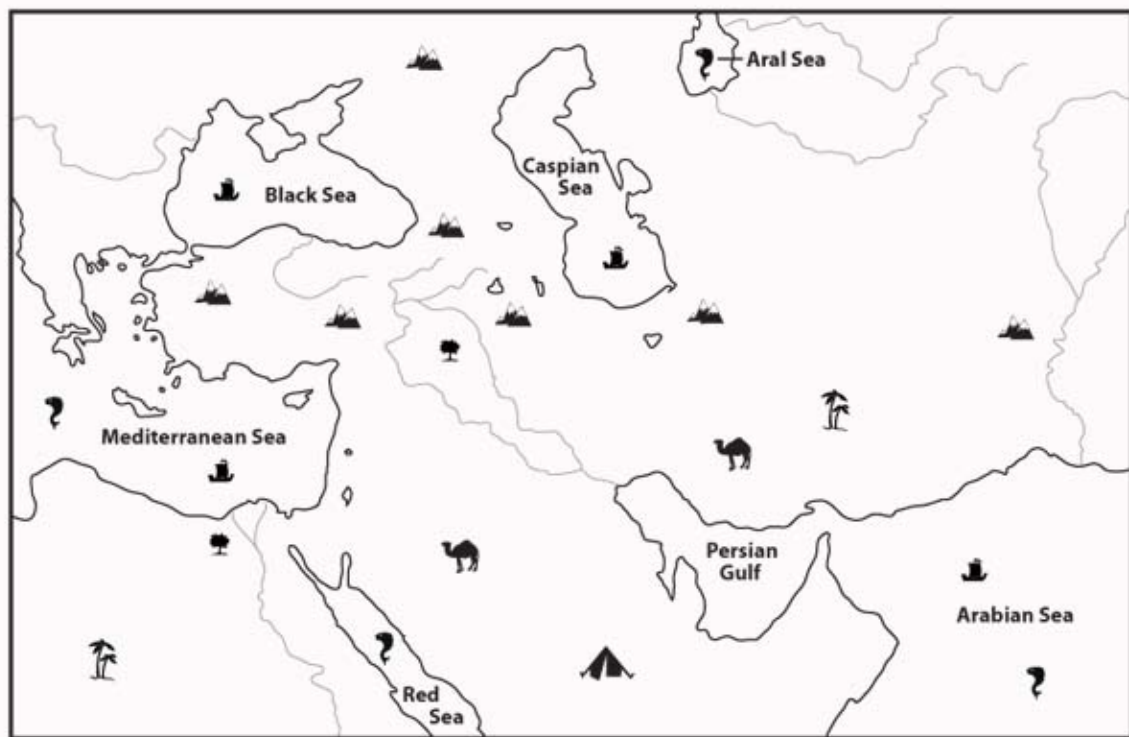 Aral Sea
Caspian
Sea
Black Sea
Mediterranean Sea
Persian
Gulf
Arabian Sea
Red
Sea